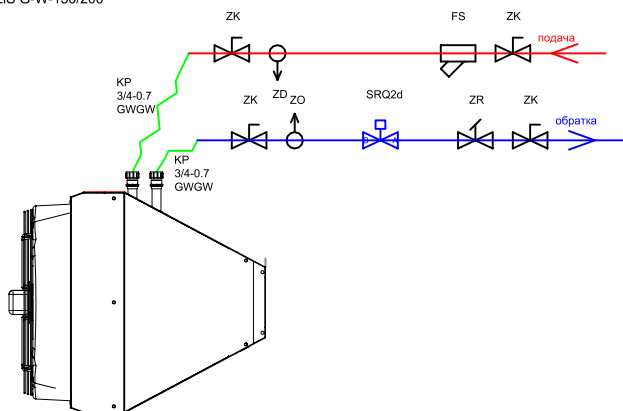 ZK
FS
ZK
подача
KP
3/4-0.7
GWGW
ZD
ZO
ZK
SRQ2d
ZR
ZK
обратка
B
A
KP
3/4-0.7
GWGW